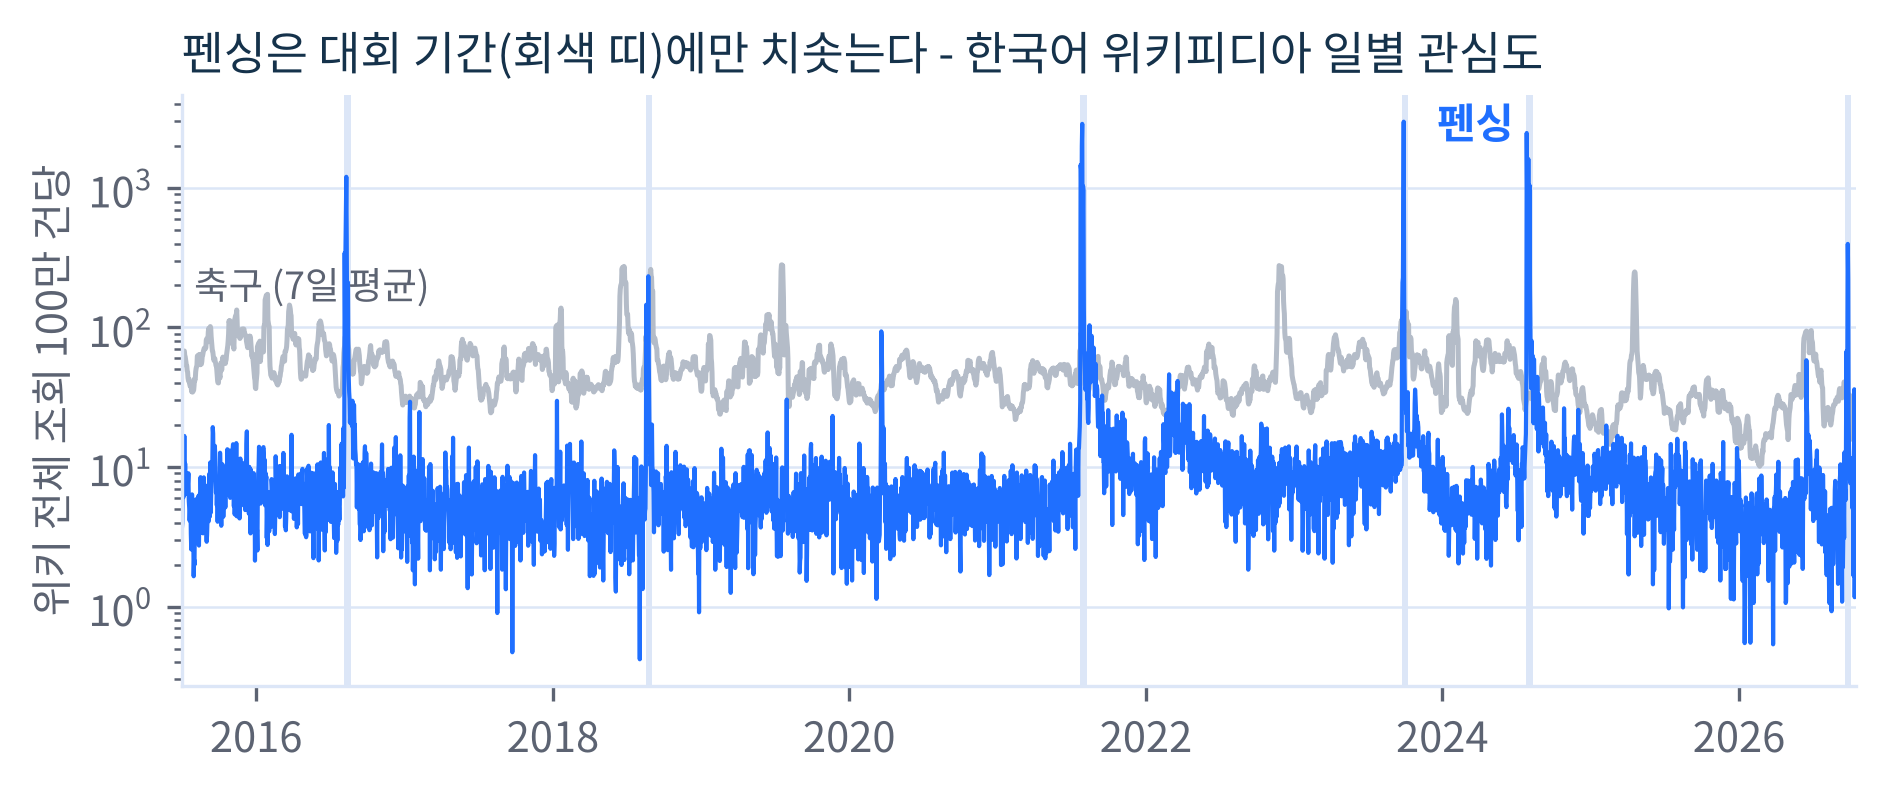 펜싱은 대회 기간(회색 띠)에만 치솟는다 - 한국어 위키피디아 일별 관심도
위키 전체 조회 100만 건당
10³
10²
10¹
10⁰
축구 (7일 평균)
펜싱
2016 2018 2020 2022 2024 2026